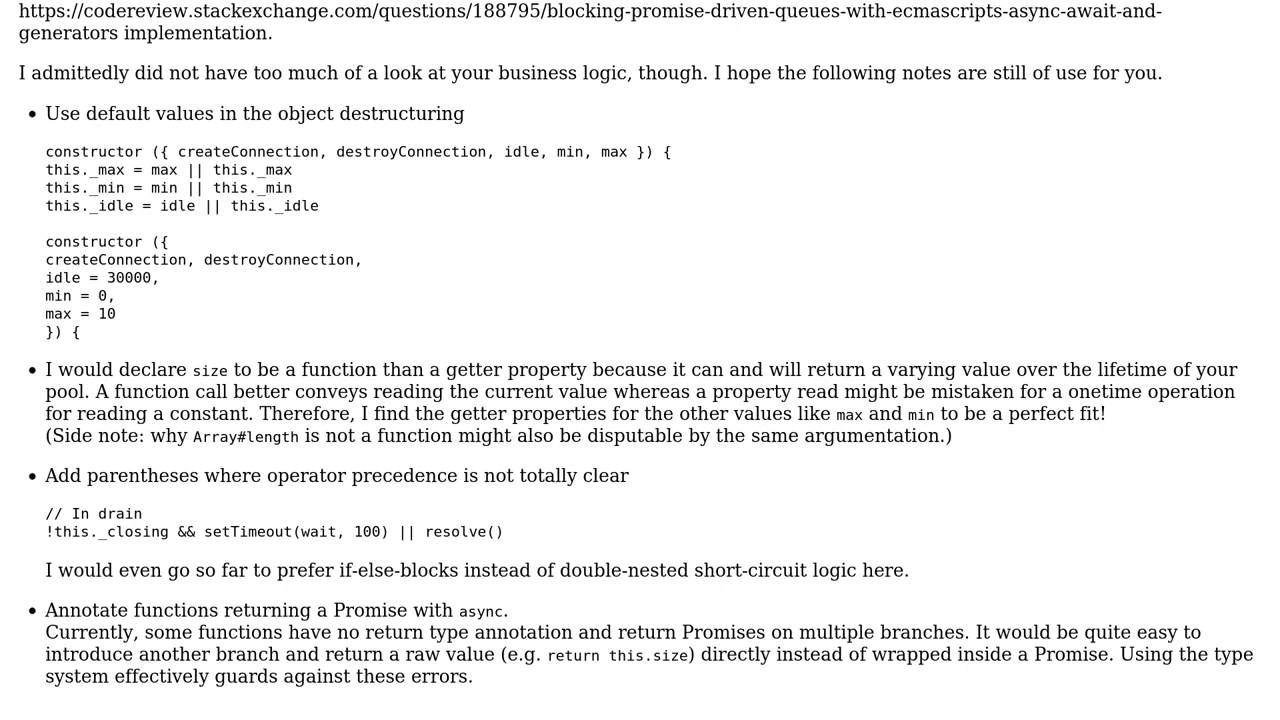 https://codereview.stackexchange.com/questions/188795/blocking-promise-driven-queues-with-ecmascripts-async-await-and-
generators implementation.
I admittedly did not have too much of a look at your business logic, though. I hope the following notes are still of use for you.
• Use default values in the object destructuring
constructor ({ createConnection, destroyConnection, idle, min, max }) {
this._max = max || this._max
this._min = min || this._min
this._idle = idle || this._idle
constructor ({
createConnection, destroyConnection,
idle = 30000,
min = 0,
max = 10
}) {
• I would declare size to be a function than a getter property because it can and will return a varying value over the lifetime of your
pool. A function call better conveys reading the current value whereas a property read might be mistaken for a onetime operation
for reading a constant. Therefore, I find the getter properties for the other values like max and min to be a perfect fit!
(Side note: why Array#length is not a function might also be disputable by the same argumentation.)
• Add parentheses where operator precedence is not totally clear
// In drain
!this._closing && setTimeout(wait, 100) || resolve()
I would even go so far to prefer if-else-blocks instead of double-nested short-circuit logic here.
• Annotate functions returning a Promise with async.
Currently, some functions have no return type annotation and return Promises on multiple branches. It would be quite easy to
introduce another branch and return a raw value (e.g. return this.size) directly instead of wrapped inside a Promise. Using the type
system effectively guards against these errors.